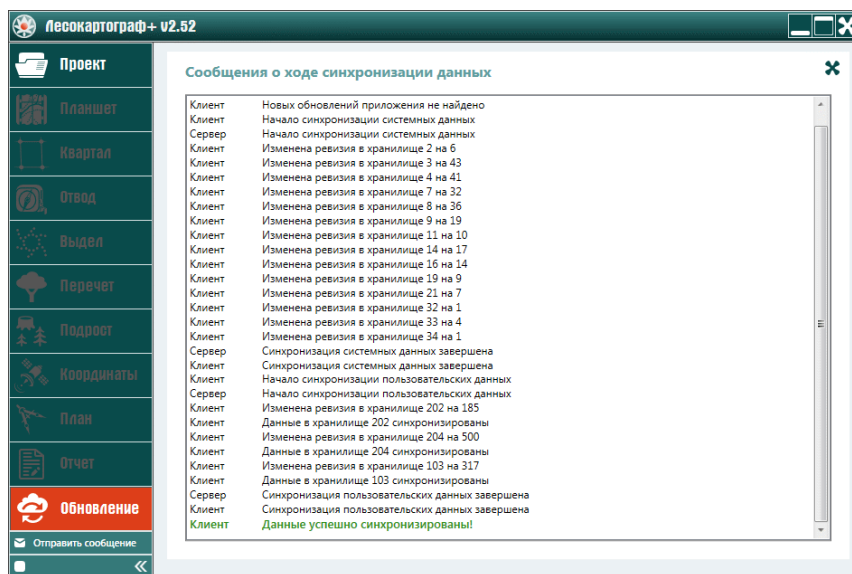 Лесокартограф+ v2.52
Проект
Планшет
Квартал
Отвод
Выдел
Перечет
Подрост
Координаты
План
Отчет
Обновление
Отправить сообщение
Сообщения о ходе синхронизации данных
Клиент Новых обновлений приложения не найдено
Клиент Начало синхронизации системных данных
Сервер Начало синхронизации системных данных
Клиент Изменена ревизия в хранилище 2 на 6
Клиент Изменена ревизия в хранилище 3 на 43
Клиент Изменена ревизия в хранилище 4 на 41
Клиент Изменена ревизия в хранилище 7 на 32
Клиент Изменена ревизия в хранилище 8 на 36
Клиент Изменена ревизия в хранилище 9 на 19
Клиент Изменена ревизия в хранилище 11 на 10
Клиент Изменена ревизия в хранилище 14 на 17
Клиент Изменена ревизия в хранилище 16 на 14
Клиент Изменена ревизия в хранилище 19 на 9
Клиент Изменена ревизия в хранилище 21 на 7
Клиент Изменена ревизия в хранилище 32 на 1
Клиент Изменена ревизия в хранилище 33 на 4
Клиент Изменена ревизия в хранилище 34 на 1
Сервер Синхронизация системных данных завершена
Клиент Синхронизация системных данных завершена
Клиент Начало синхронизации пользовательских данных
Сервер Начало синхронизации пользовательских данных
Клиент Изменена ревизия в хранилище 202 на 185
Клиент Данные в хранилище 202 синхронизированы
Клиент Изменена ревизия в хранилище 204 на 500
Клиент Данные в хранилище 204 синхронизированы
Клиент Изменена ревизия в хранилище 103 на 317
Клиент Данные в хранилище 103 синхронизированы
Сервер Синхронизация пользовательских данных завершена
Клиент Синхронизация пользовательских данных завершена
Клиент Данные успешно синхронизированы!